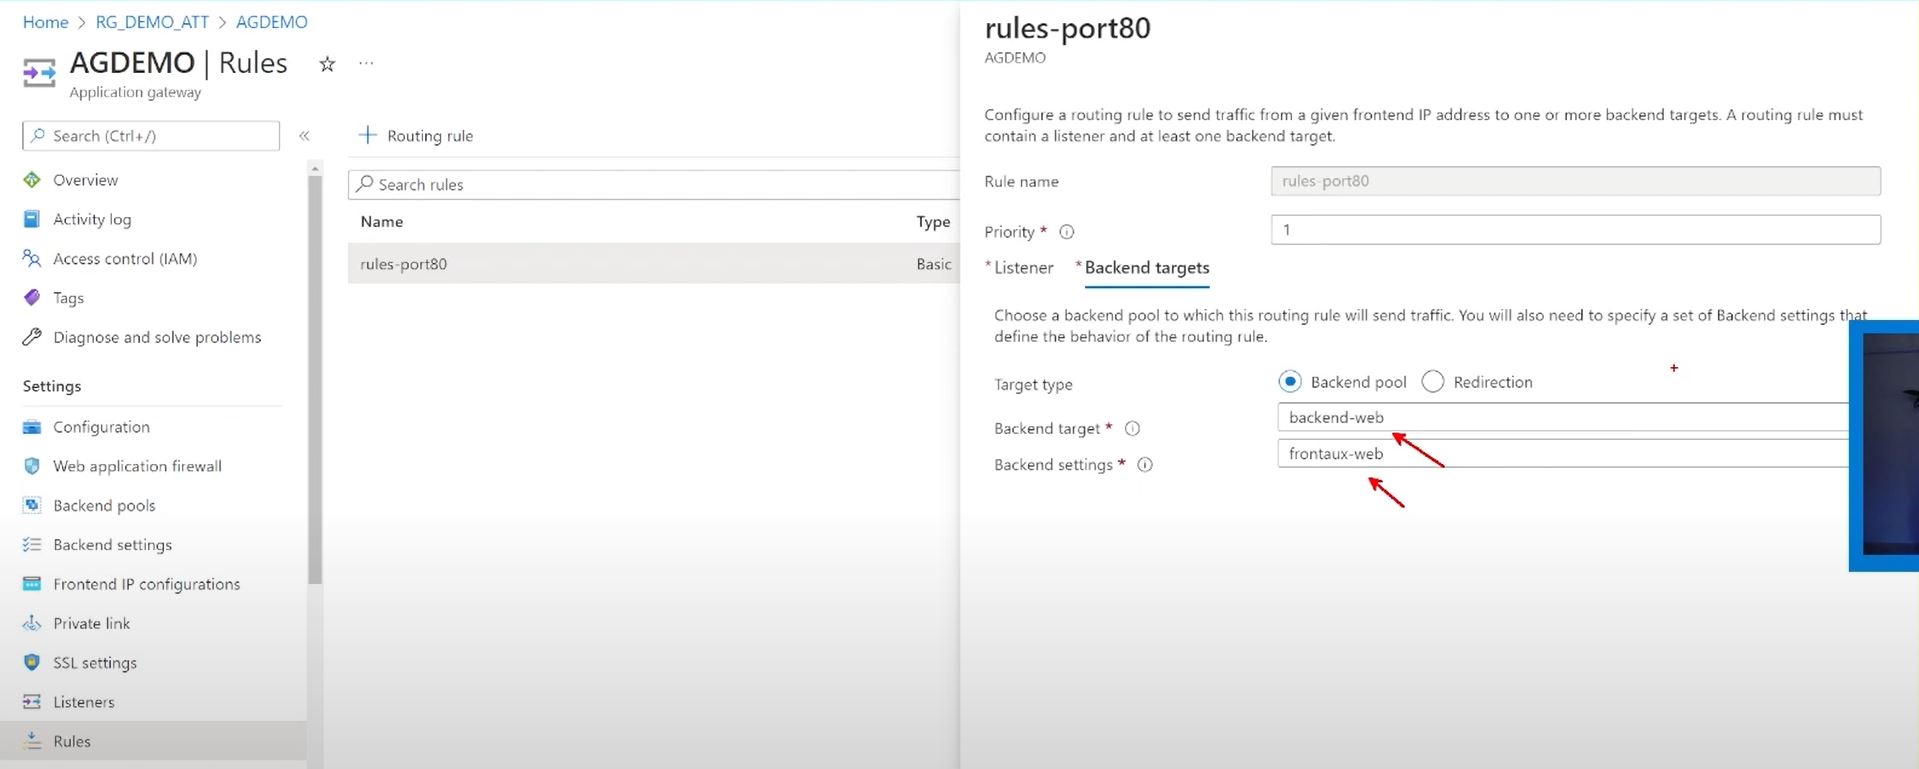 Home > RG_DEMO_ATT > AGDEMO
AGDEMO | Rules
Application gateway
Search (Ctrl+/)
Overview
Activity log
Access control (IAM)
Tags
Diagnose and solve problems
Settings
Configuration
Web application firewall
Backend pools
Backend settings
Frontend IP configurations
Private link
SSL settings
Listeners
Rules
Routing rule
Search rules
Name Type
rules-port80 Basic
rules-port80
AGDEMO
Configure a routing rule to send traffic from a given frontend IP address to one or more backend targets. A routing rule must
contain a listener and at least one backend target.
Rule name rules-port80
Priority * 1
* Listener * Backend targets
Choose a backend pool to which this routing rule will send traffic. You will also need to specify a set of Backend settings that
define the behavior of the routing rule.
Target type Backend pool Redirection
Backend target * backend-web
Backend settings * frontaux-web